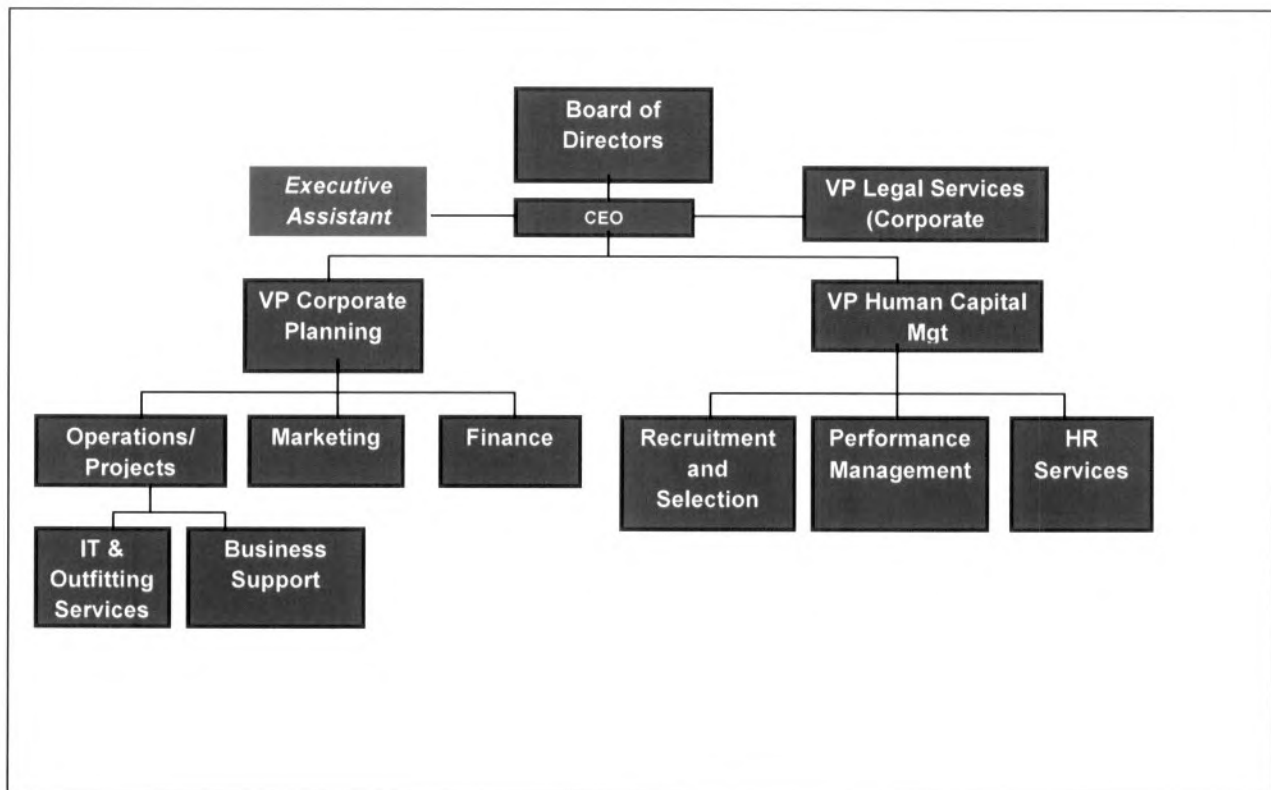 Board of
Directors
Executive
Assistant
CEO
VP Legal Services
(Corporate
VP Corporate
Planning
VP Human Capital
Mgt
Operations/
Projects
Marketing
Finance
Recruitment
and
Selection
Performance
Management
HR
Services
IT &
Outfitting
Services
Business
Support